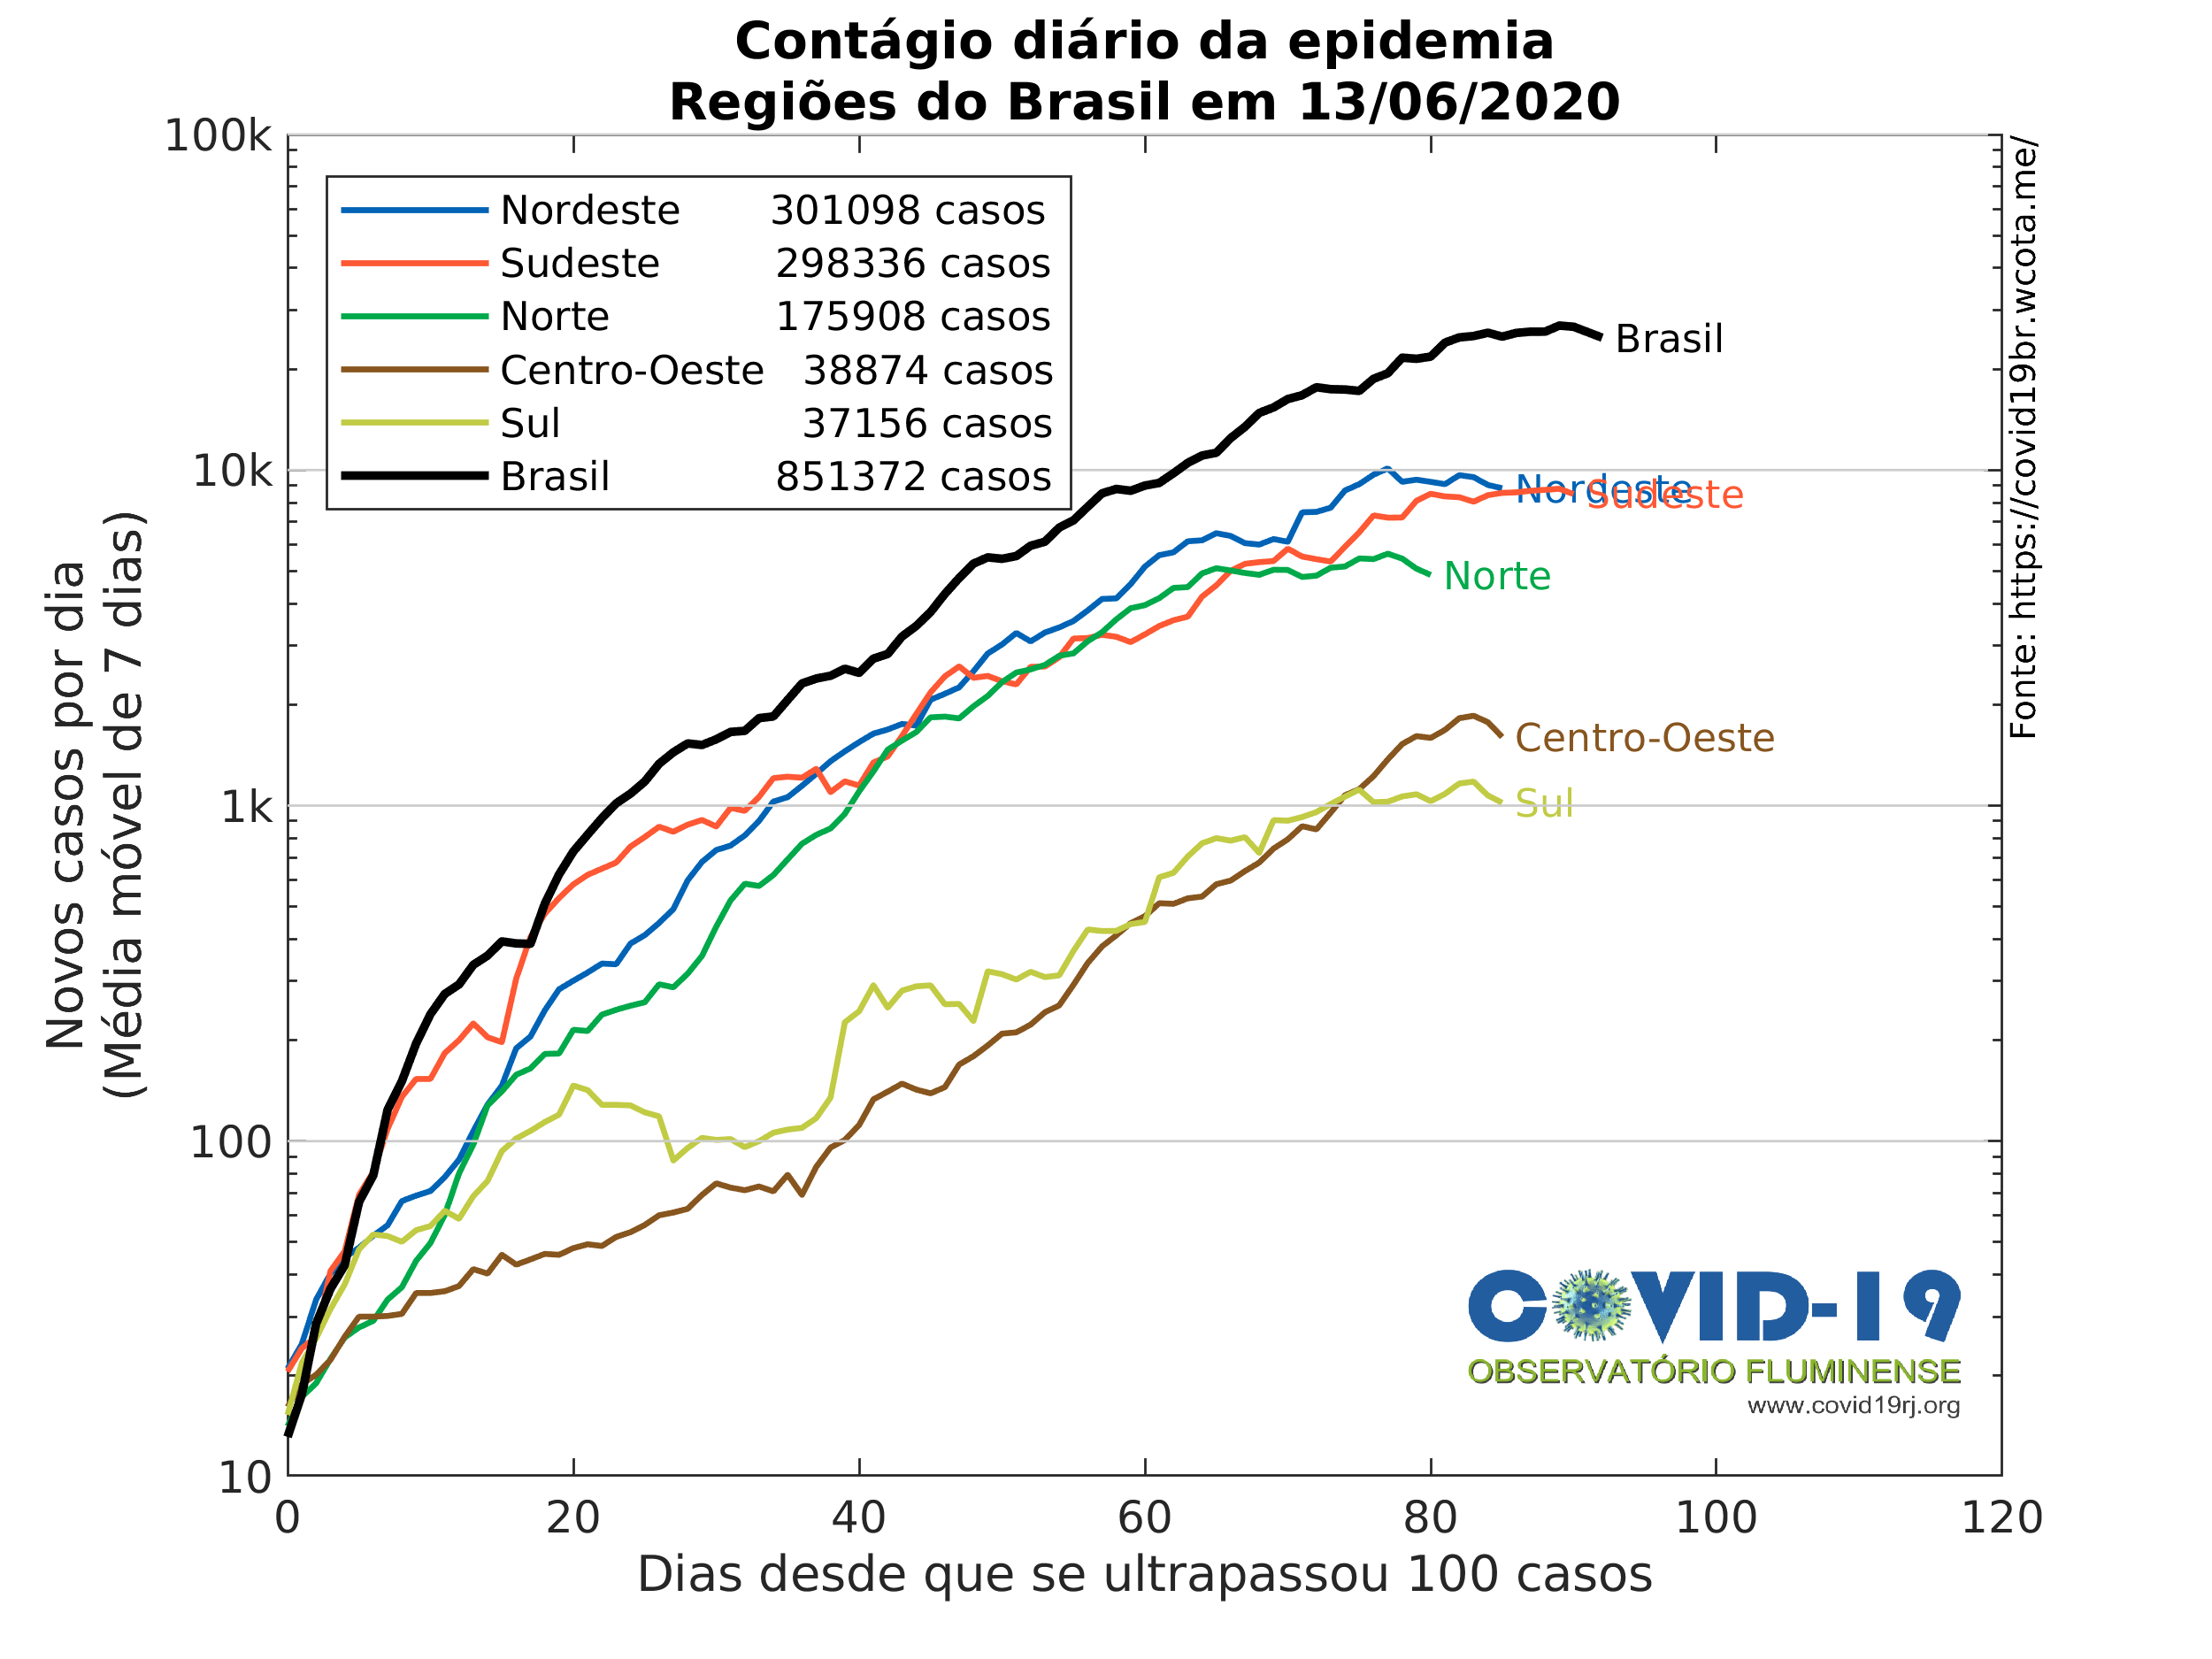 Contágio diário da epidemia
Regiões do Brasil em 13/06/2020
100k
10k
1k
100
10
Novos casos por dia
(Média móvel de 7 dias)
Nordeste 301098 casos
Sudeste 298336 casos
Norte 175908 casos
Centro-Oeste 38874 casos
Sul 37156 casos
Brasil 851372 casos
Brasil
Nordeste
Sudeste
Norte
Centro-Oeste
Sul
Fonte: https://covid19br.wcota.me/
COVID-19
OBSERVATÓRIO FLUMINENSE
www.covid19rj.org
0 20 40 60 80 100 120
Dias desde que se ultrapassou 100 casos